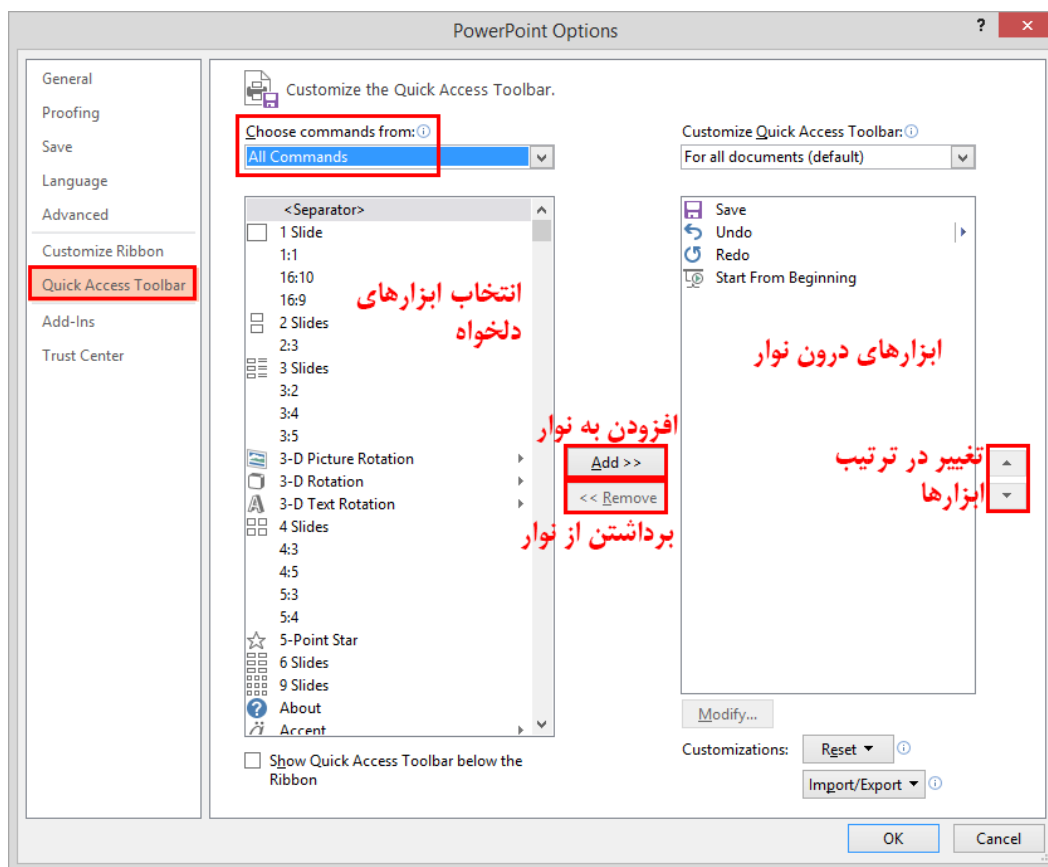 PowerPoint Options
?
General
Proofing
Save
Language
Advanced
Customize Ribbon
Quick Access Toolbar
Add-Ins
Trust Center
Customize the Quick Access Toolbar.
Choose commands from:
All Commands
<Separator>
1 Slide
1:1
16:10
16:9
2 Slides
2:3
3 Slides
3:2
3:4
3:5
3-D Picture Rotation
3-D Rotation
3-D Text Rotation
4 Slides
4:3
4:5
5:3
5:4
5-Point Star
6 Slides
9 Slides
About
Accent
انتخاب ابزارهای
دلخواه
Show Quick Access Toolbar below the
Ribbon
افزودن به نوار
Add >>
<< Remove
برداشتن از نوار
Customize Quick Access Toolbar:
For all documents (default)
Save
Undo
Redo
Start From Beginning
ابزارهای درون نوار
تغییر در ترتیب
ابزارها
Modify...
Customizations:
Reset
Import/Export
OK
Cancel